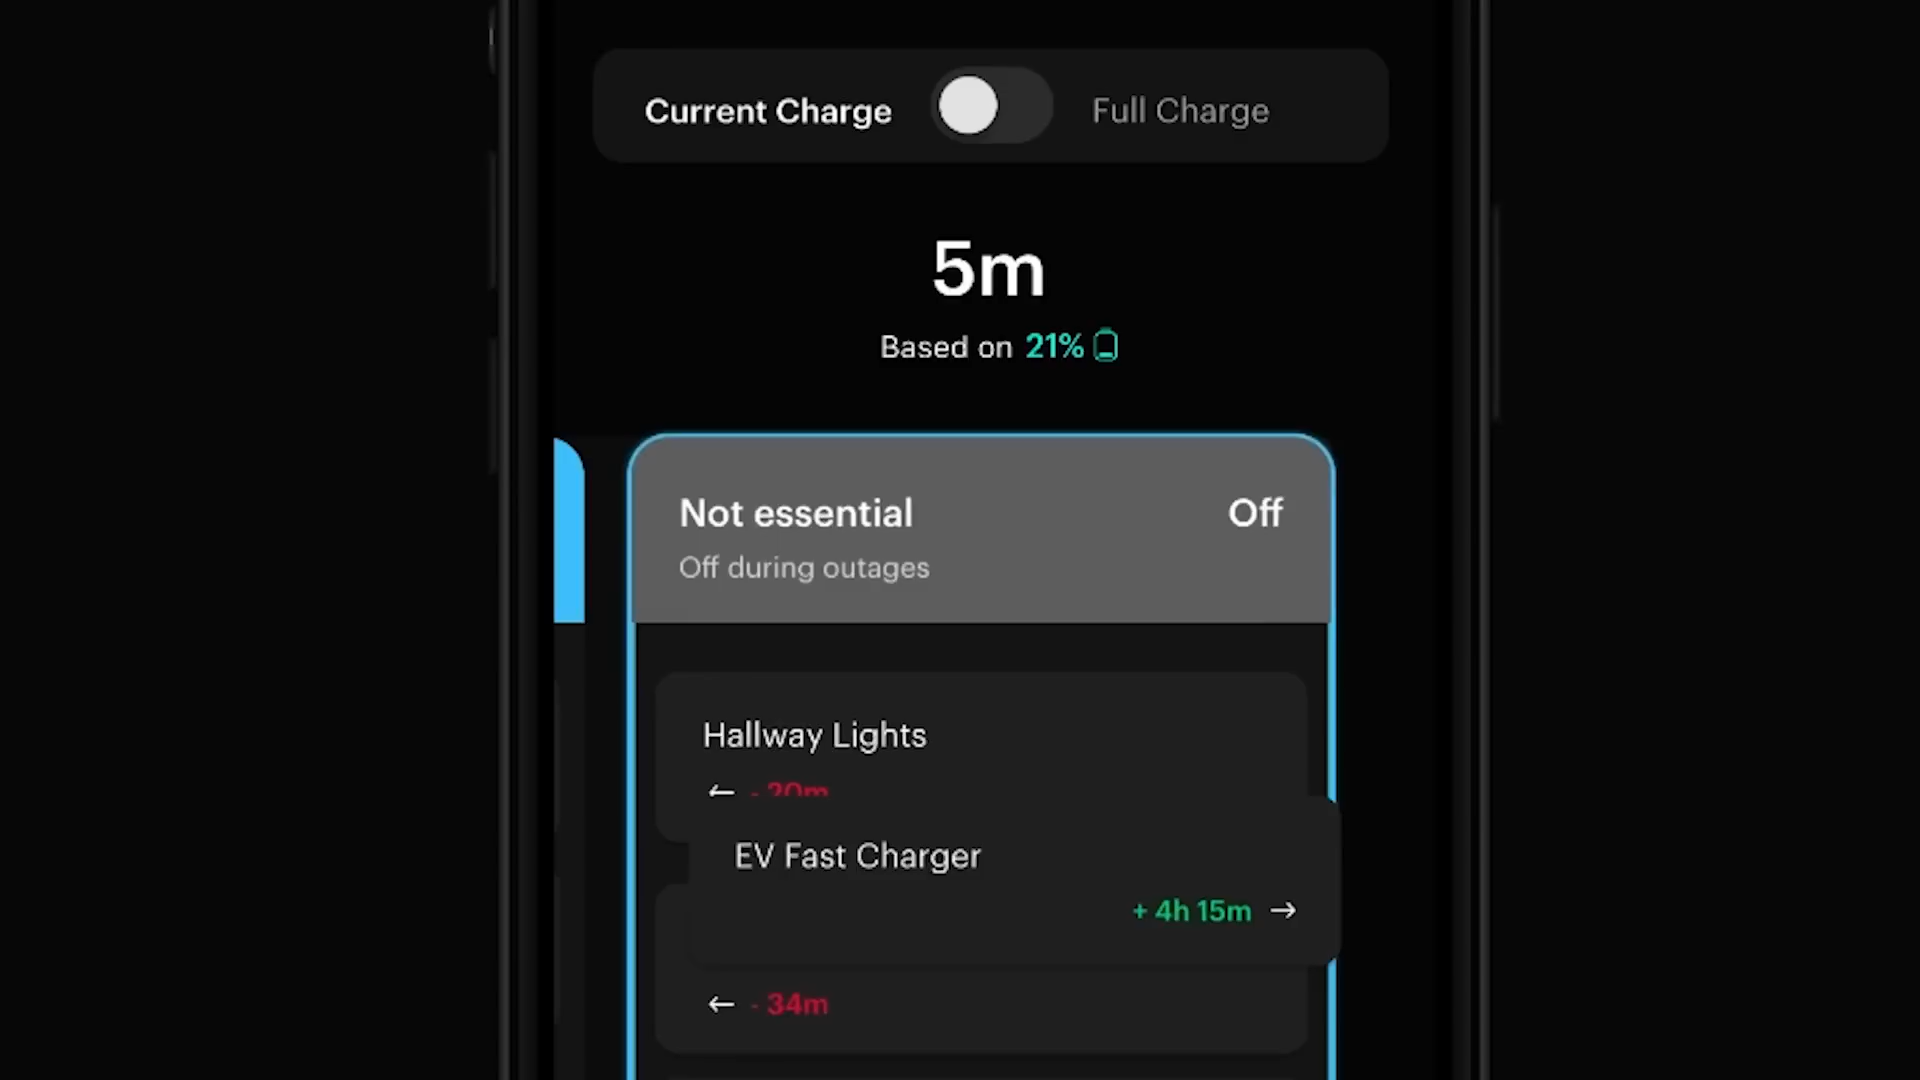 Current Charge Full Charge
5m
Based on 21%
Not essential Off
Off during outages
Hallway Lights
← - 20m
EV Fast Charger
+ 4h 15m →
← - 34m